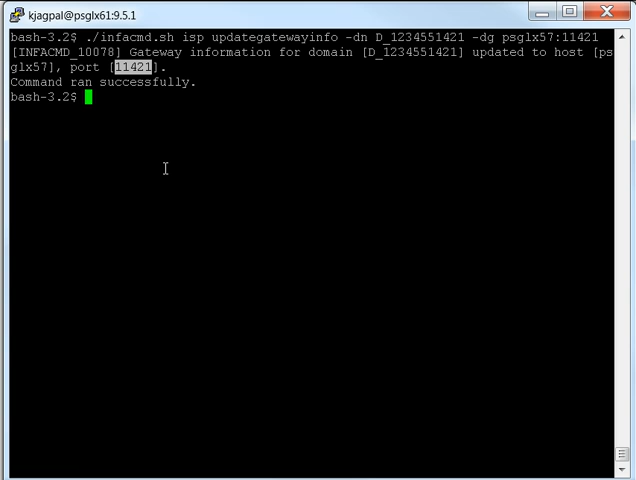 kjagpal@psglx61:9.5.1
bash-3.2$ ./infacmd.sh isp updategatewayinfo -dn D_1234551421 -dg psglx57:11421
[INFACMD_10078] Gateway information for domain [D_1234551421] updated to host [ps
glx57], port [11421].
Command ran successfully.
bash-3.2$